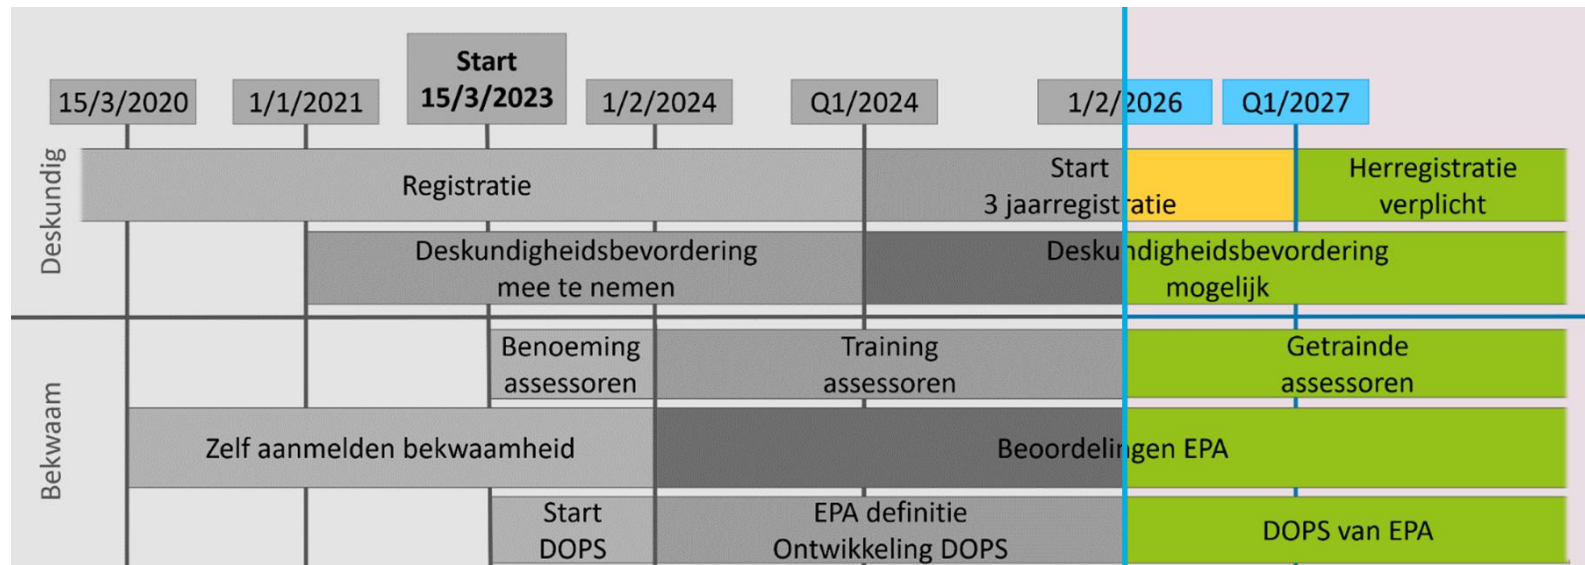 Start
15/3/2023
15/3/2020
1/1/2021
1/2/2024
Q1/2024
1/2/2026
Q1/2027
Deskundig
Registratie
Start
3 jaarregistratie
Herregistratie
verplicht
Deskundigheidsbevordering
mee te nemen
Deskundigheidsbevordering
mogelijk
Bekwaam
Benoeming
assessoren
Training
assessoren
Getrainde
assessoren
Zelf aanmelden bekwaamheid
Beoordelingen EPA
Start
DOPS
EPA definitie
Ontwikkeling DOPS
DOPS van EPA